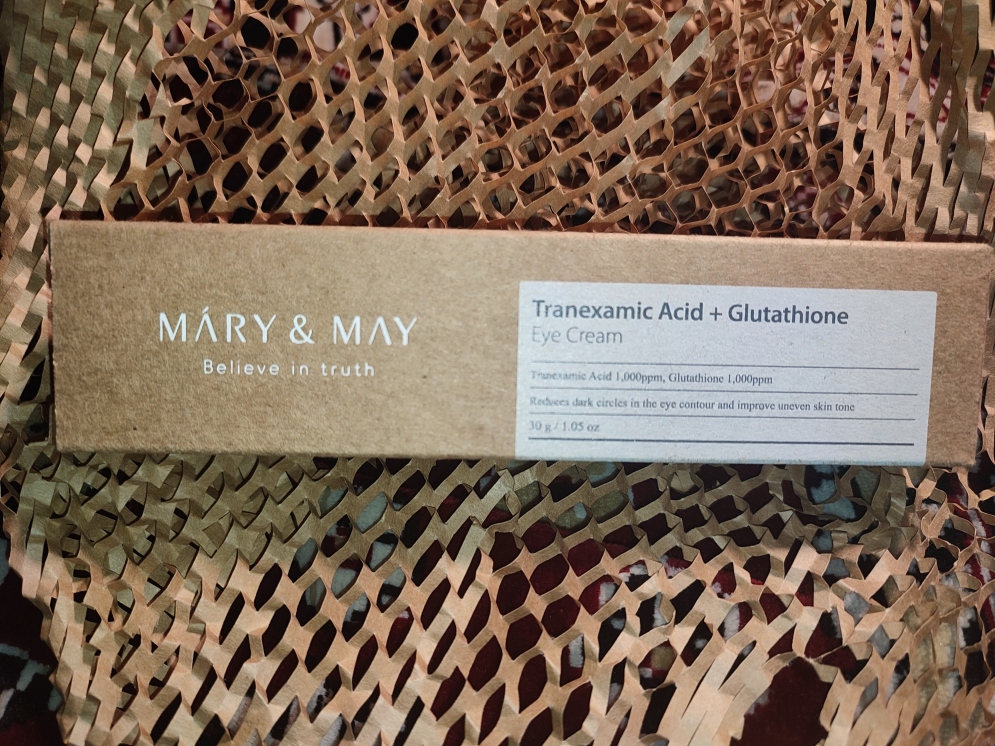 MÁRY & MAY
Believe in truth
Tranexamic Acid + Glutathione
Eye Cream
Tranexamic Acid 1,000ppm, Glutathione 1,000ppm
Reduces dark circles in the eye contour and improve uneven skin tone
30 g / 1.05 oz